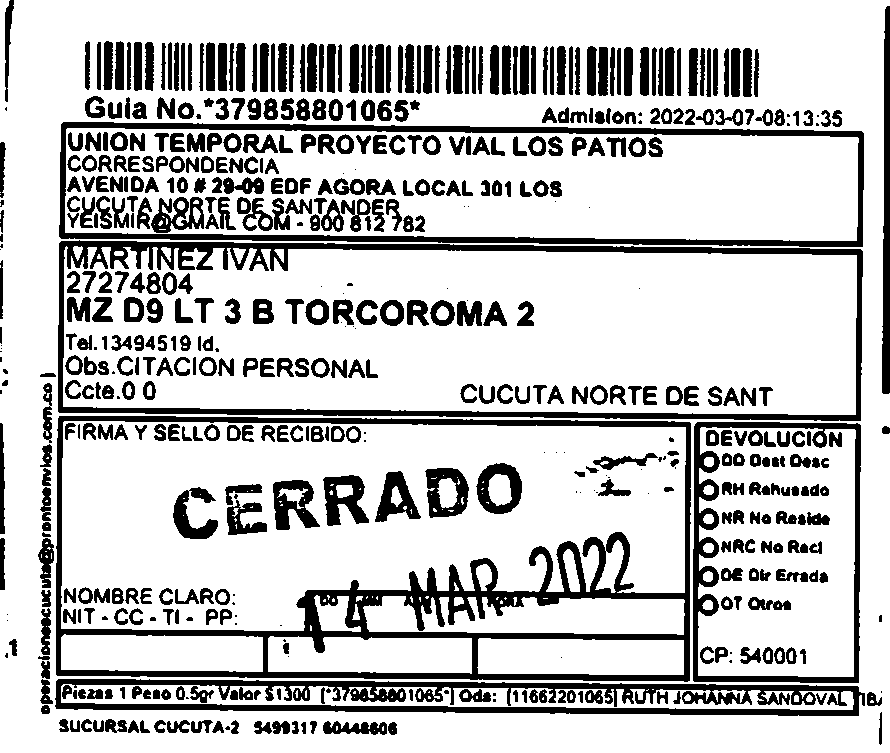 Guia No.*379858801065*
Admision: 2022-03-07-08:13:35
UNION TEMPORAL PROYECTO VIAL LOS PATIOS
CORRESPONDENCIA
AVENIDA 10 # 29-09 EDF AGORA LOCAL 301 LOS
CUCUTA NORTE DE SANTANDER
YEISMIR@GMAIL COM - 900 812 782
MARTINEZ IVAN
27274804
MZ D9 LT 3 B TORCOROMA 2
Tel.13494519 Id.
Obs.CITACION PERSONAL
Ccte.0 0
CUCUTA NORTE DE SANT
FIRMA Y SELLO DE RECIBIDO:
CERRADO
14 MAR 2022
NOMBRE CLARO:
NIT - CC - TI - PP:
DEVOLUCIÓN
DD Dest Desc
RH Rehusado
NR No Reside
NRC No Recl
DE Dir Errada
OT Otros
CP: 540001
operacionescucuta@prontoenvios.com.co
Piezas 1 Peso 0.5gr Valor $1300 [*379858801065*] Ods: [11662201065] RUTH JOHANNA SANDOVAL
SUCURSAL CUCUTA-2 5499317 60448606